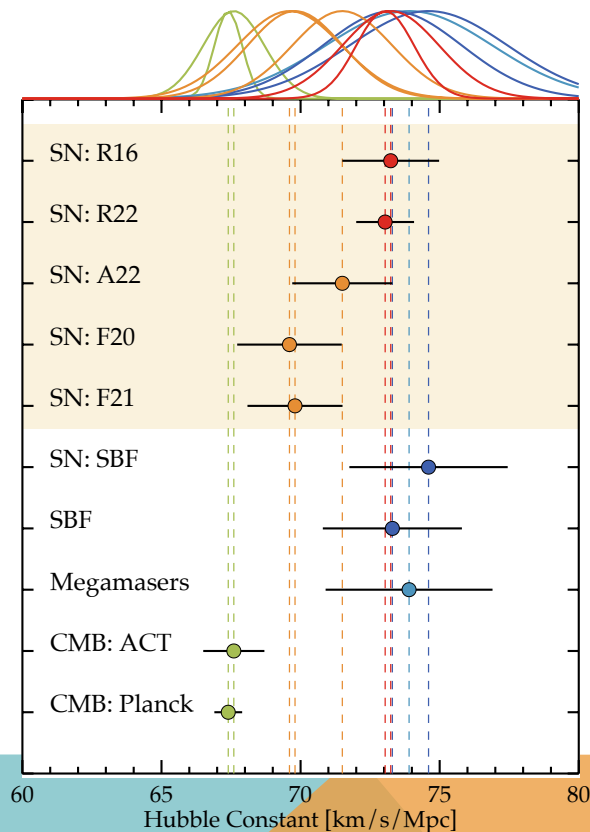 SN: R16
SN: R22
SN: A22
SN: F20
SN: F21
SN: SBF
SBF
Megamasers
CMB: ACT
CMB: Planck
60 65 70 75 80
Hubble Constant [km/s/Mpc]